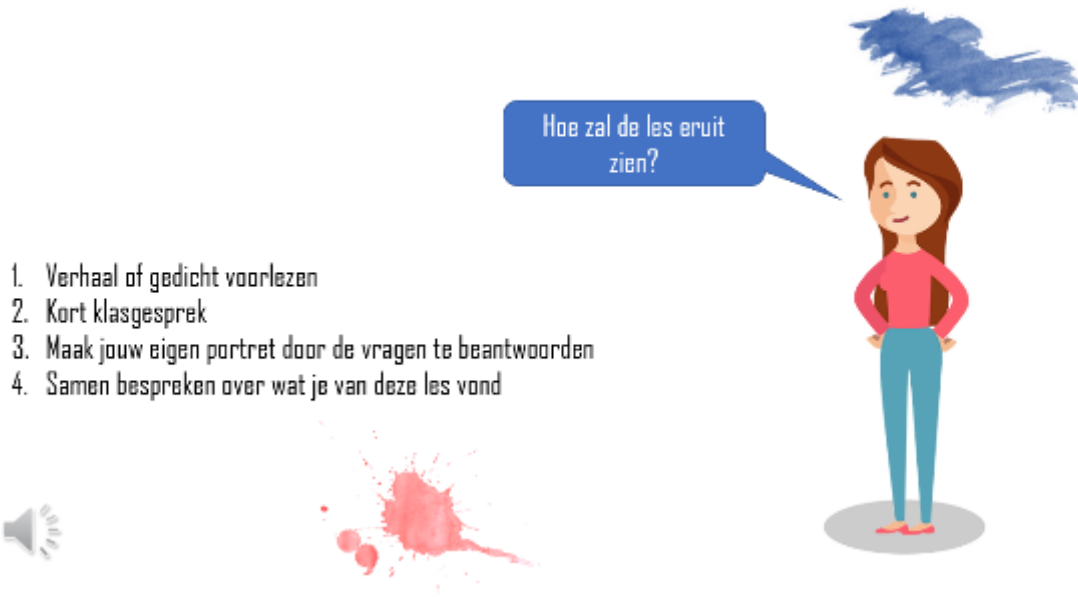 Hoe zal de les eruit
zien?
1. Verhaal of gedicht voorlezen
2. Kort klasgesprek
3. Maak jouw eigen portret door de vragen te beantwoorden
4. Samen bespreken over wat je van deze les vond